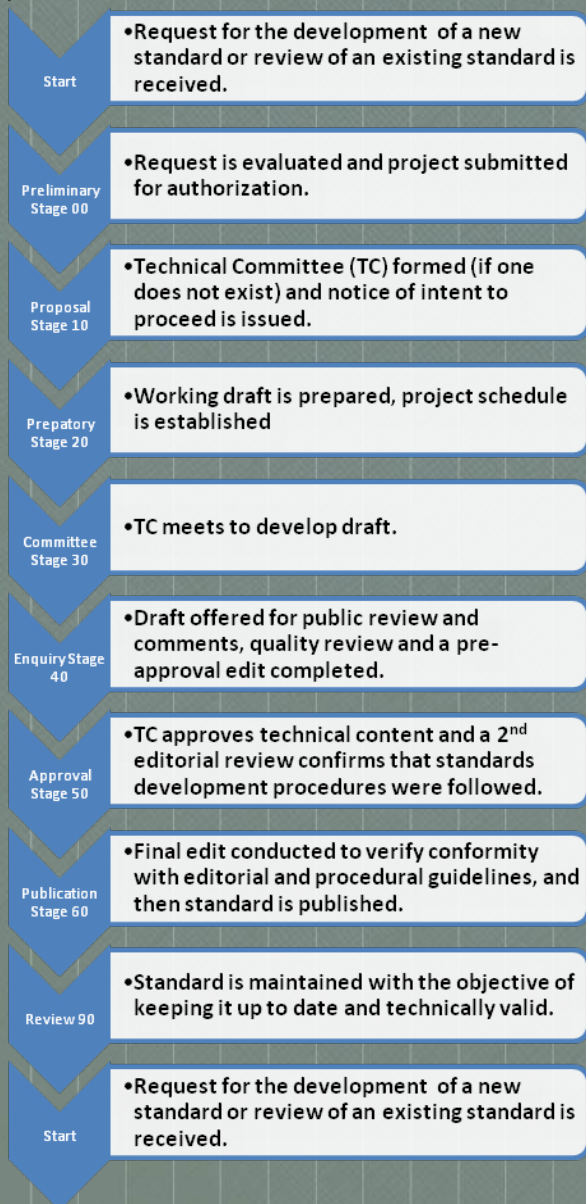 Start
•Request for the development of a new
standard or review of an existing standard is
received.
Preliminary
Stage 00
•Request is evaluated and project submitted
for authorization.
Proposal
Stage 10
•Technical Committee (TC) formed (if one
does not exist) and notice of intent to
proceed is issued.
Prepatory
Stage 20
•Working draft is prepared, project schedule
is established
Committee
Stage 30
•TC meets to develop draft.
Enquiry Stage
40
•Draft offered for public review and
comments, quality review and a pre-
approval edit completed.
Approval
Stage 50
•TC approves technical content and a 2nd
editorial review confirms that standards
development procedures were followed.
Publication
Stage 60
•Final edit conducted to verify conformity
with editorial and procedural guidelines, and
then standard is published.
Review 90
•Standard is maintained with the objective of
keeping it up to date and technically valid.
Start
•Request for the development of a new
standard or review of an existing standard is
received.